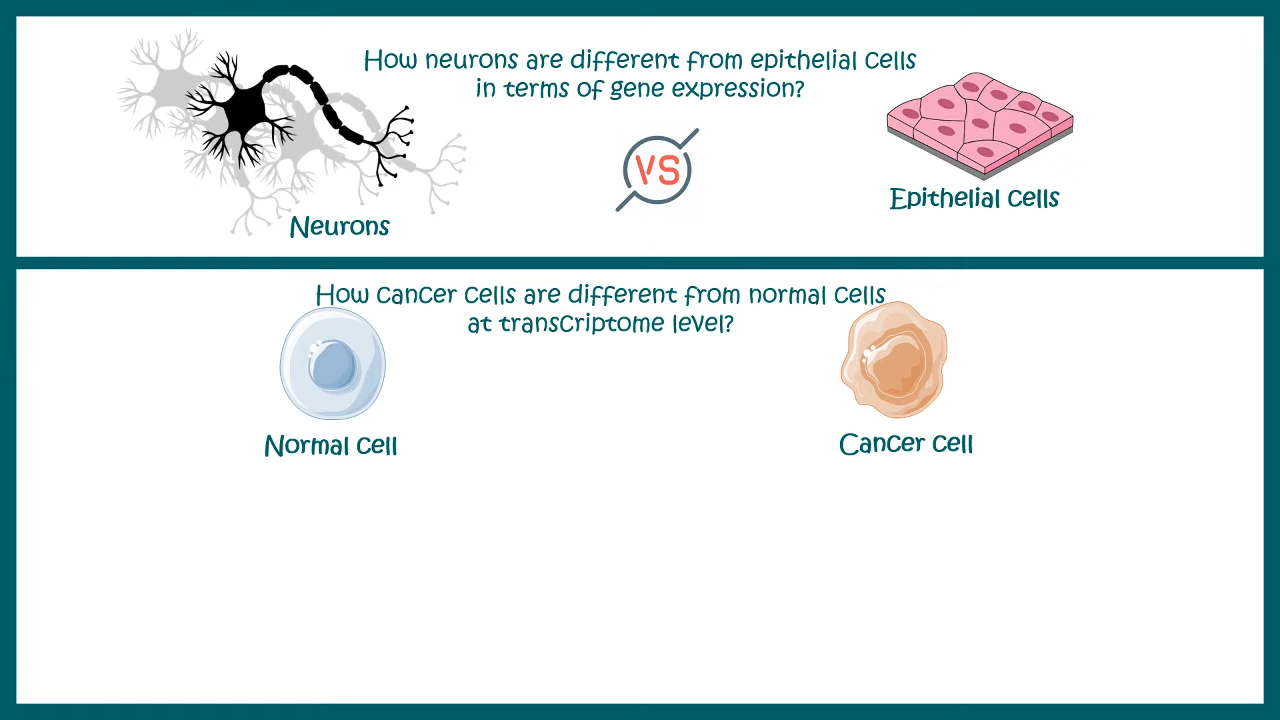 How neurons are different from epithelial cells
in terms of gene expression?
VS
Epithelial cells
Neurons
How cancer cells are different from normal cells
at transcriptome level?
Normal cell
Cancer cell